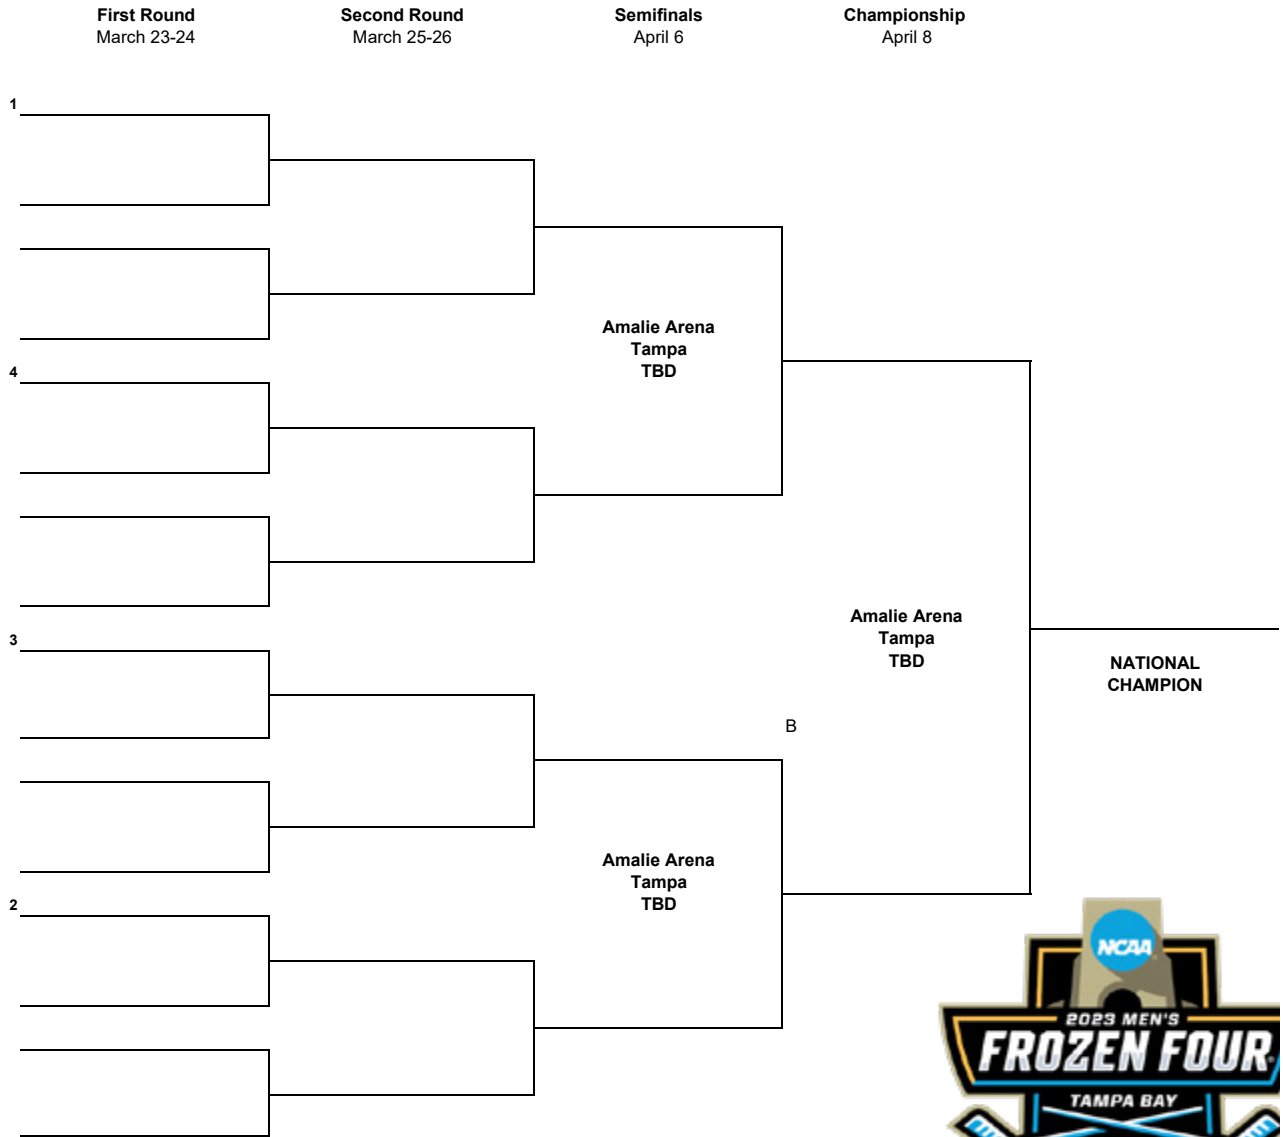 First Round
March 23-24
Second Round
March 25-26
Semifinals
April 6
Championship
April 8
1
4
Amalie Arena
Tampa
TBD
3
Amalie Arena
Tampa
TBD
NATIONAL
CHAMPION
B
2
Amalie Arena
Tampa
TBD
NCAA
2023 MEN'S
FROZEN FOUR
TAMPA BAY